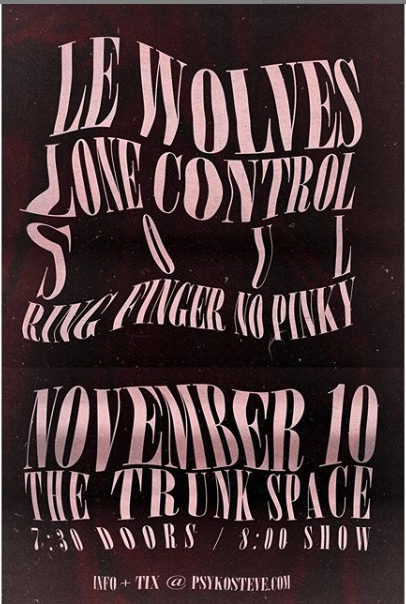 LE WOLVES
LONE CONTROL
SOUL
RING FINGER NO PINKY
NOVEMBER 10
THE TRUNK SPACE
7:30 DOORS / 8:00 SHOW
INFO + TIX @ PSYKOSTEVE.COM